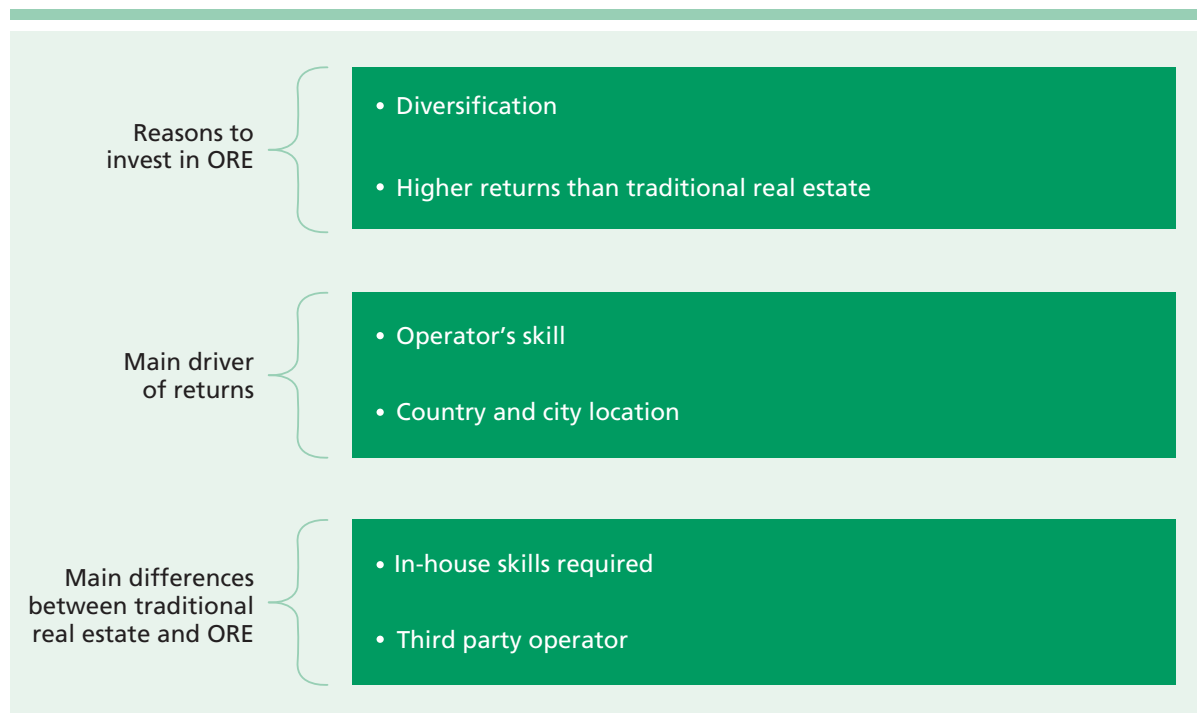 Reasons to
invest in ORE
• Diversification
• Higher returns than traditional real estate
Main driver
of returns
• Operator’s skill
• Country and city location
Main differences
between traditional
real estate and ORE
• In-house skills required
• Third party operator